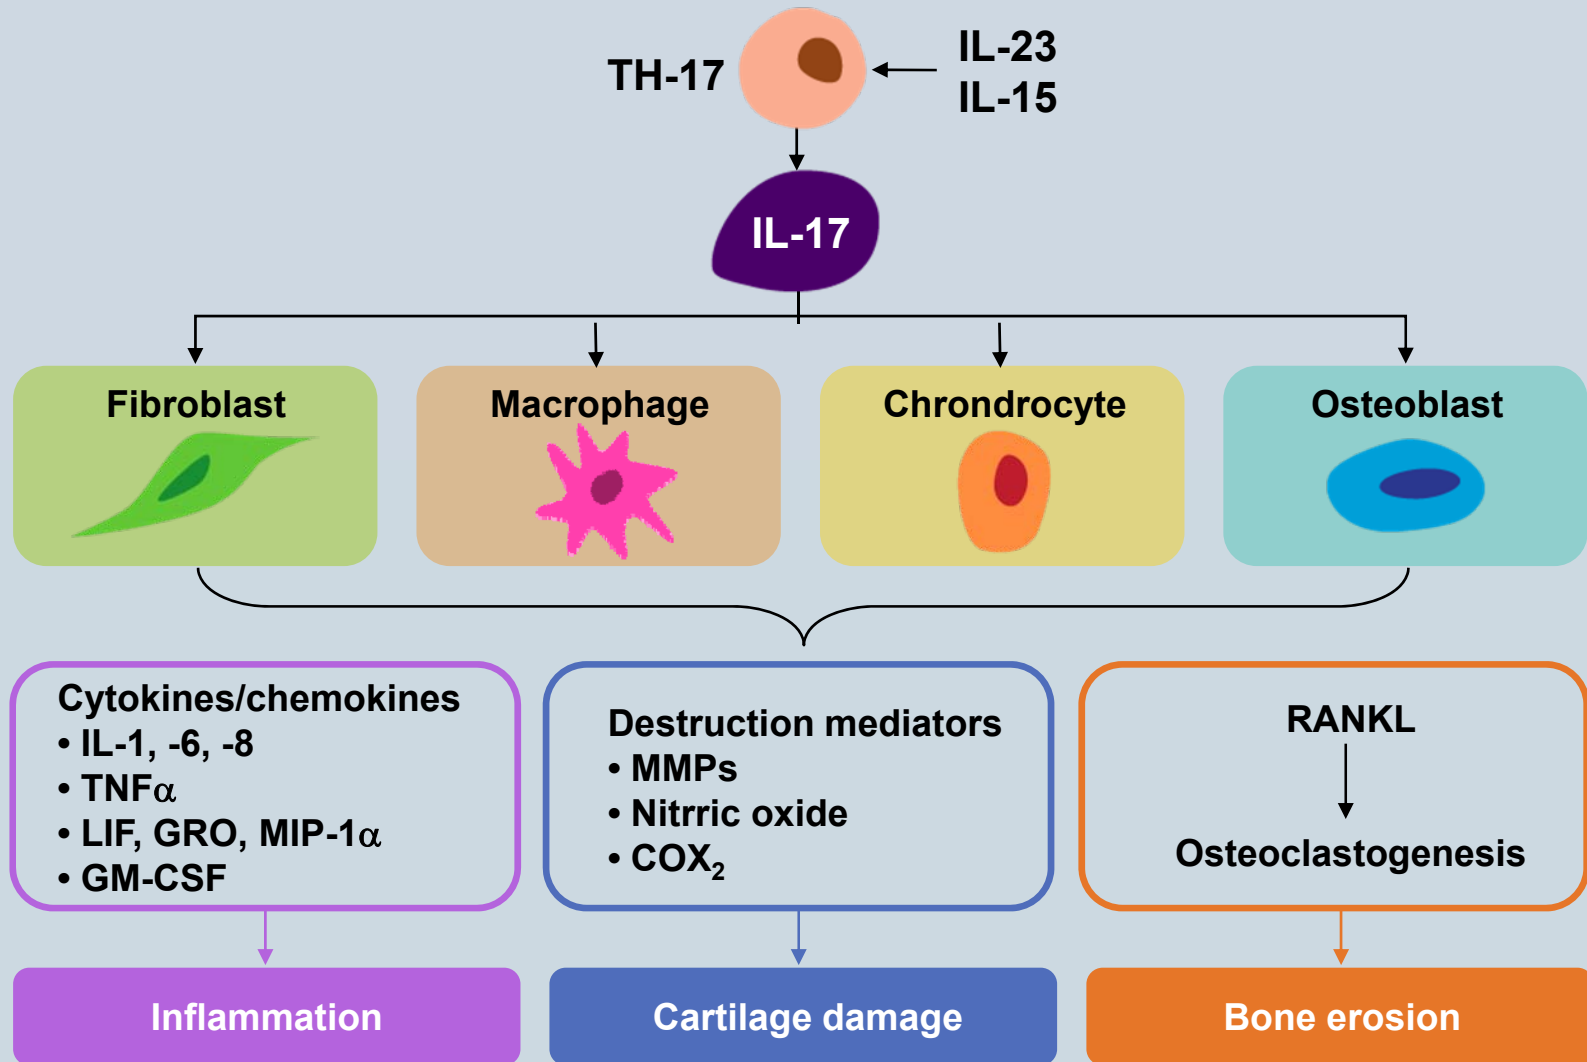 TH-17
IL-23
IL-15
IL-17
Fibroblast
Macrophage
Chrondrocyte
Osteoblast
Cytokines/chemokines
• IL-1, -6, -8
• TNFα
• LIF, GRO, MIP-1α
• GM-CSF
Destruction mediators
• MMPs
• Nitrric oxide
• COX₂
RANKL
Osteoclastogenesis
Inflammation
Cartilage damage
Bone erosion